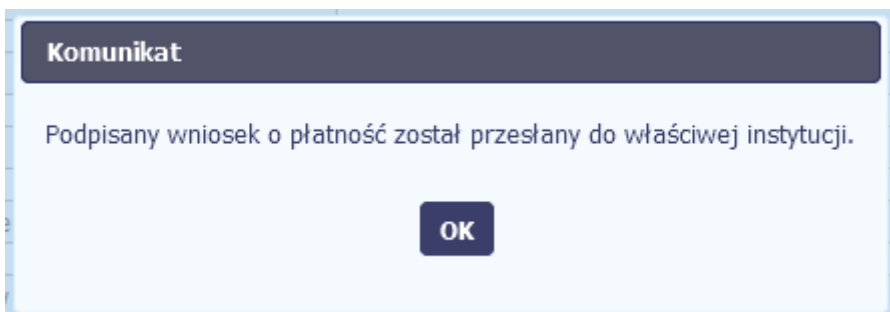 Komunikat
Podpisany wniosek o płatność został przesłany do właściwej instytucji.
OK